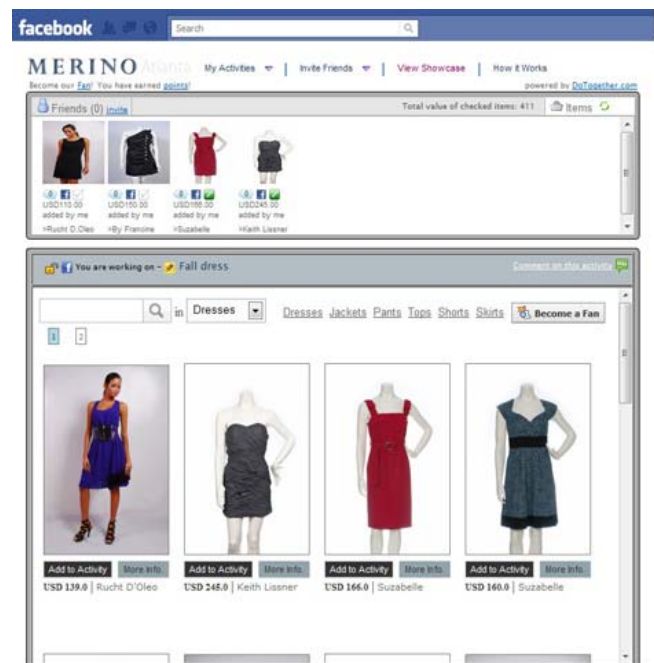 facebook
Search
MERINO Atlanta My Activities | Invite Friends | View Showcase | How it Works
Become our Fan! You have earned points! powered by DoTogether.com
Friends (0) invite Total value of checked items: 411 Items
USD110.00 USD150.00 USD166.00 USD245.00
added by me added by me added by me added by me
»Rucht D.Oleo »By Francine »Suzabelle »Keith Lissner
You are working on - Fall dress Comment on this activity
in Dresses Dresses Jackets Pants Tops Shorts Skirts Become a Fan
1 2
Add to Activity More Info. Add to Activity More Info. Add to Activity More Info. Add to Activity More Info.
USD 139.0 | Rucht D'Oleo USD 245.0 | Keith Lissner USD 166.0 | Suzabelle USD 160.0 | Suzabelle